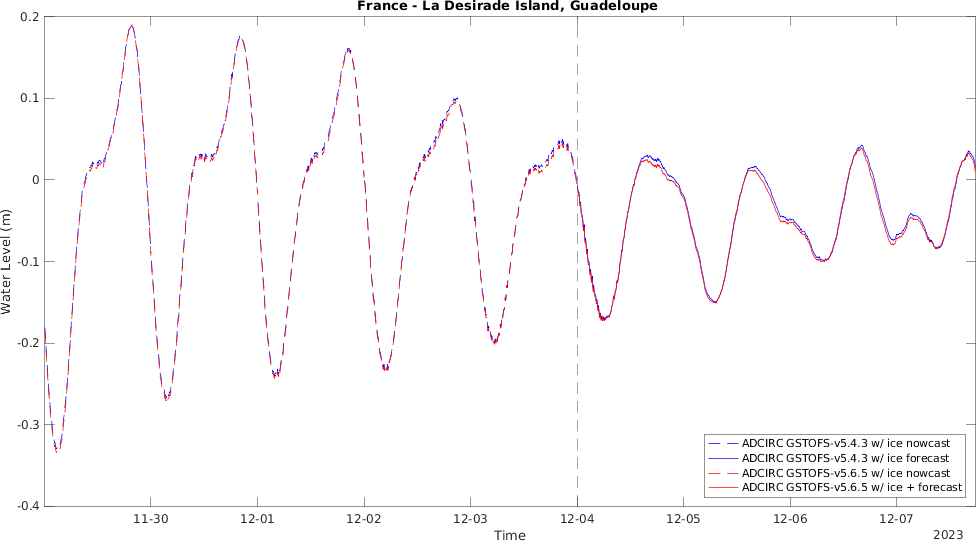 France - La Desirade Island, Guadeloupe
0.2
0.1
0
-0.1
-0.2
-0.3
-0.4
Water Level (m)
11-30
12-01
12-02
12-03
12-04
12-05
12-06
12-07
Time
2023
ADCIRC GSTOFS-v5.4.3 w/ ice nowcast
ADCIRC GSTOFS-v5.4.3 w/ ice forecast
ADCIRC GSTOFS-v5.6.5 w/ ice nowcast
ADCIRC GSTOFS-v5.6.5 w/ ice + forecast